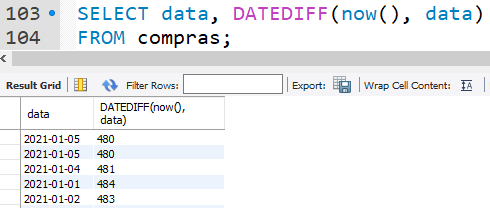 103 SELECT data, DATEDIFF(now(), data)
104 FROM compras;
Result Grid Filter Rows: Export: Wrap Cell Content: IA
data DATEDIFF(now(),
data)
2021-01-05 480
2021-01-05 480
2021-01-04 481
2021-01-01 484
2021-01-02 483